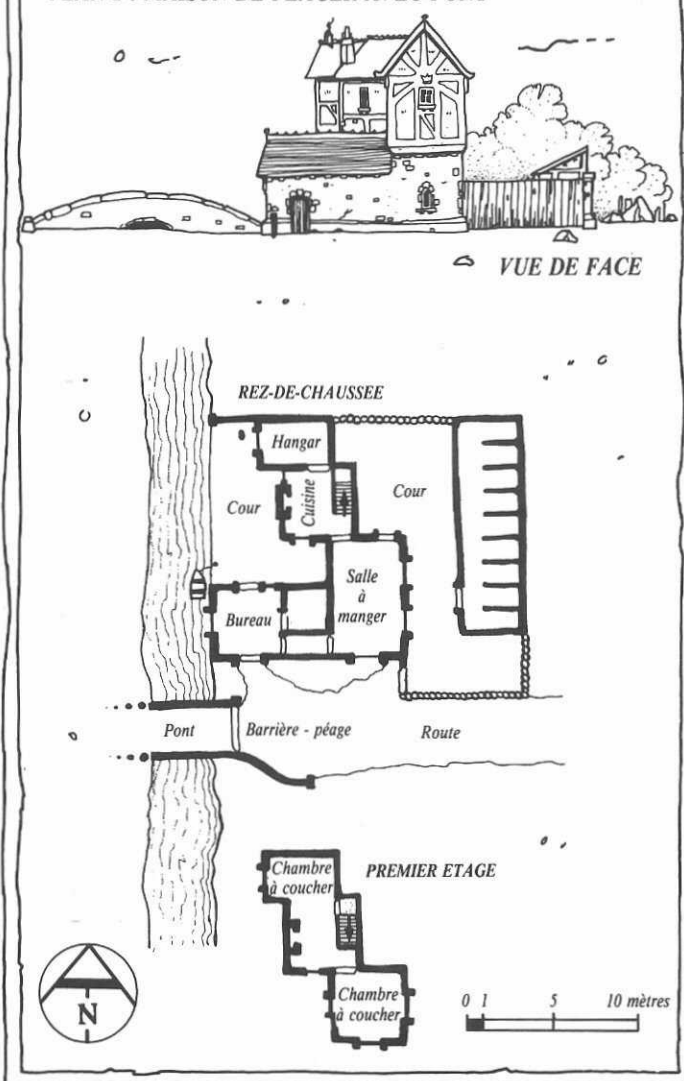 VUE DE FACE
REZ-DE-CHAUSSEE
Hangar
Cour
Cuisine
Cour
Salle
à
manger
Bureau
Pont
Barrière - péage
Route
PREMIER ETAGE
Chambre
à coucher
Chambre
à coucher
N
0 1 5 10 mètres